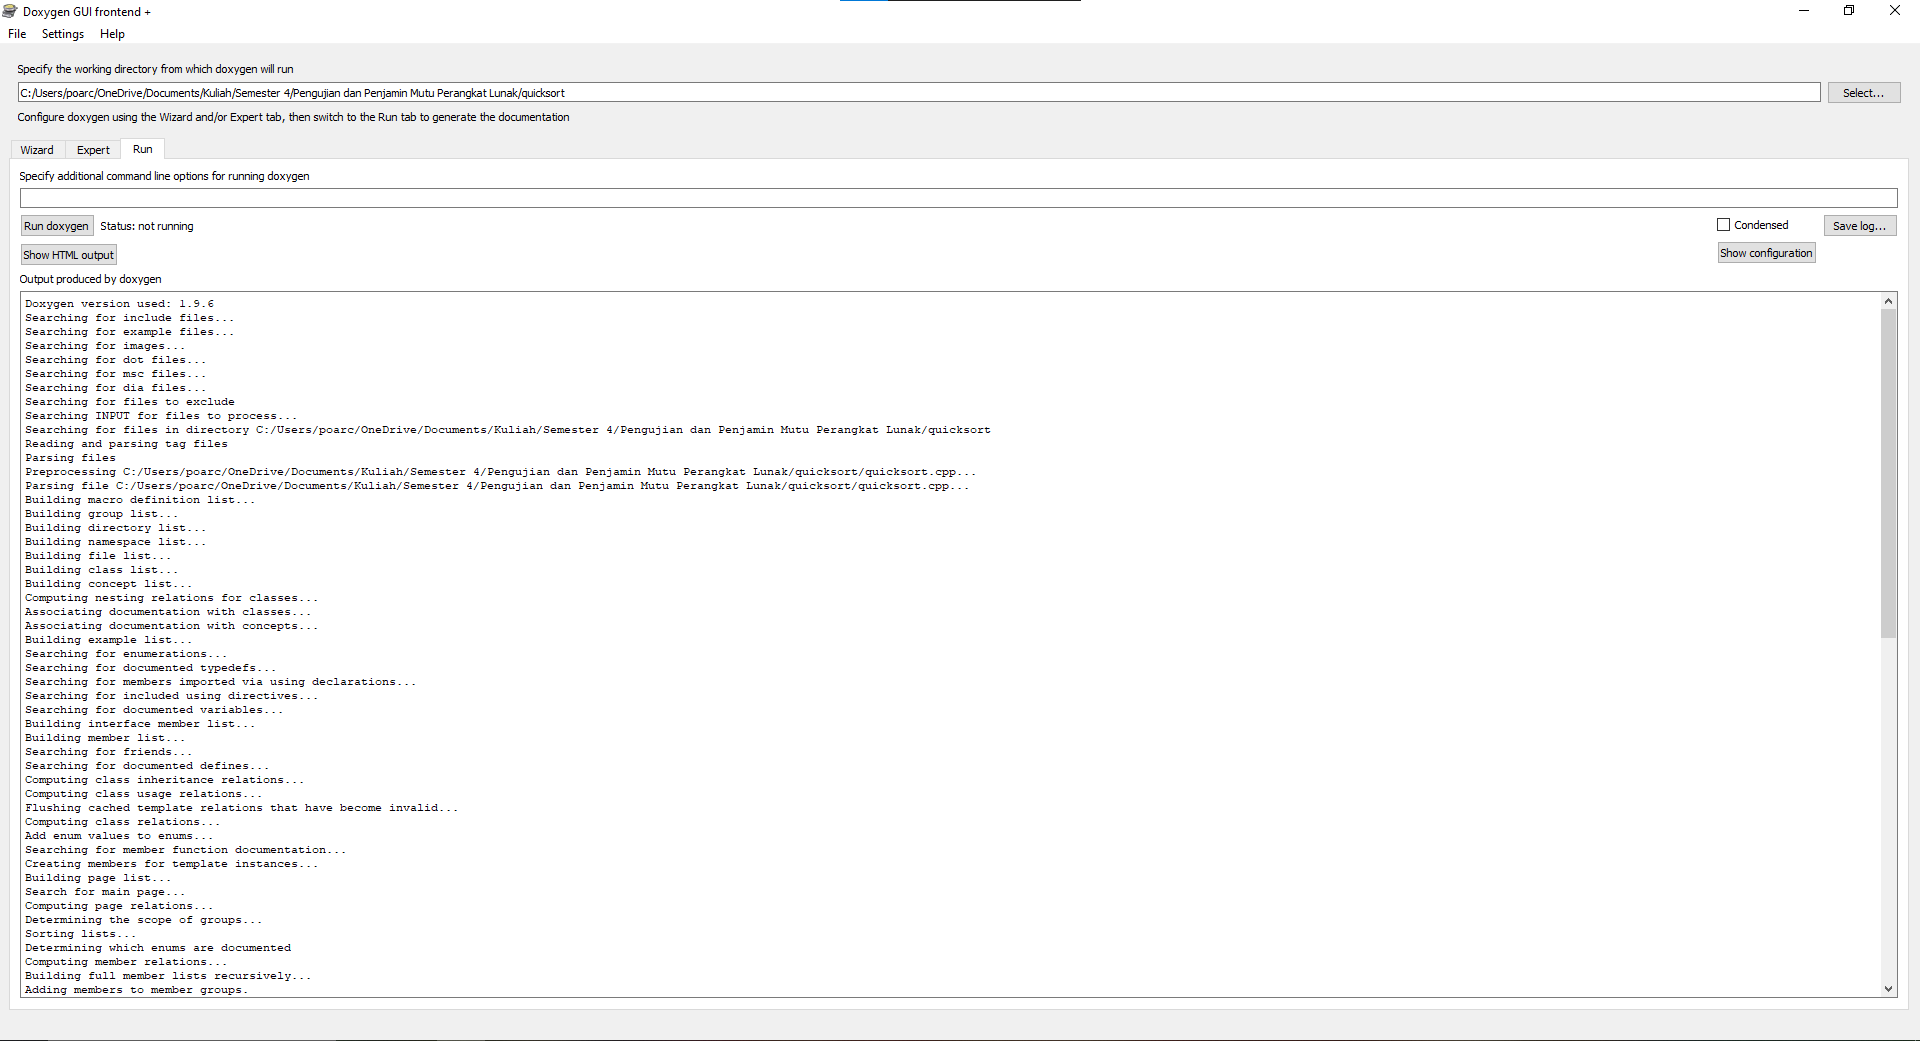 Doxygen GUI frontend +
File Settings Help
Specify the working directory from which doxygen will run
C:/Users/poarc/OneDrive/Documents/Kuliah/Semester 4/Pengujian dan Penjamin Mutu Perangkat Lunak/quicksort
Select...
Configure doxygen using the Wizard and/or Expert tab, then switch to the Run tab to generate the documentation
Wizard Expert Run
Specify additional command line options for running doxygen
Run doxygen Status: not running
Condensed
Save log...
Show HTML output
Show configuration
Output produced by doxygen
Doxygen version used: 1.9.6
Searching for include files...
Searching for example files...
Searching for images...
Searching for dot files...
Searching for msc files...
Searching for dia files...
Searching for files to exclude
Searching INPUT for files to process...
Searching for files in directory C:/Users/poarc/OneDrive/Documents/Kuliah/Semester 4/Pengujian dan Penjamin Mutu Perangkat Lunak/quicksort
Reading and parsing tag files
Parsing files
Preprocessing C:/Users/poarc/OneDrive/Documents/Kuliah/Semester 4/Pengujian dan Penjamin Mutu Perangkat Lunak/quicksort/quicksort.cpp...
Parsing file C:/Users/poarc/OneDrive/Documents/Kuliah/Semester 4/Pengujian dan Penjamin Mutu Perangkat Lunak/quicksort/quicksort.cpp...
Building macro definition list...
Building group list...
Building directory list...
Building namespace list...
Building file list...
Building class list...
Building concept list...
Computing nesting relations for classes...
Associating documentation with classes...
Associating documentation with concepts...
Building example list...
Searching for enumerations...
Searching for documented typedefs...
Searching for members imported via using declarations...
Searching for included using directives...
Searching for documented variables...
Building interface member list...
Building member list...
Searching for friends...
Searching for documented defines...
Computing class inheritance relations...
Computing class usage relations...
Flushing cached template relations that have become invalid...
Computing class relations...
Add enum values to enums...
Searching for member function documentation...
Creating members for template instances...
Building page list...
Search for main page...
Computing page relations...
Determining the scope of groups...
Sorting lists...
Determining which enums are documented
Computing member relations...
Building full member lists recursively...
Adding members to member groups.